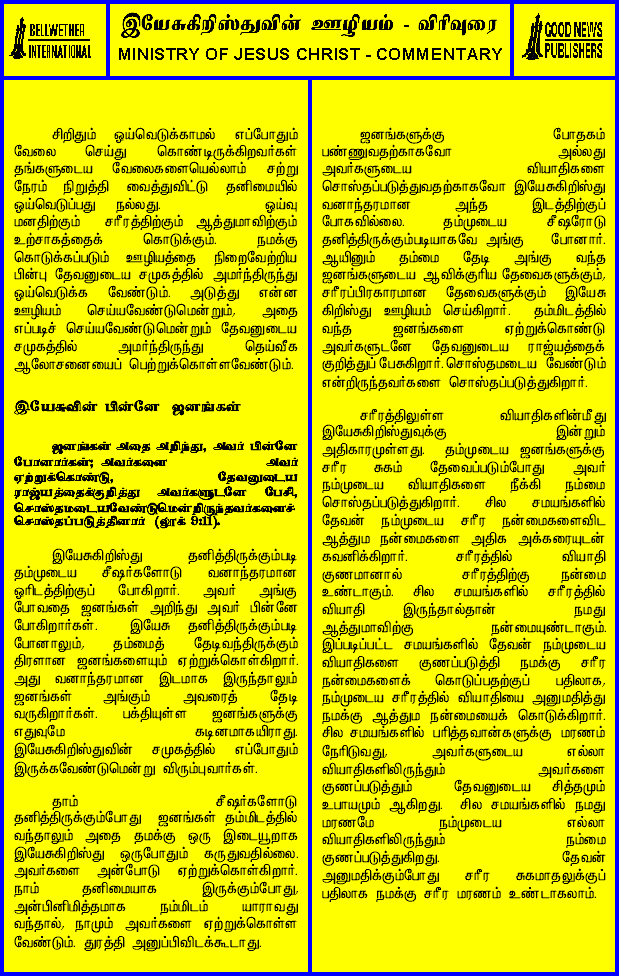 BELLWETHER
INTERNATIONAL
இயேசுகிறிஸ்துவின் ஊழியம் - விரிவுரை
MINISTRY OF JESUS CHRIST - COMMENTARY
GOOD NEWS
PUBLISHERS
சிறிதும் ஓய்வெடுக்காமல் எப்போதும்
வேலை செய்து கொண்டிருக்கிறவர்கள்
தங்களுடைய வேலைகளையெல்லாம் சற்று
நேரம் நிறுத்தி வைத்துவிட்டு தனிமையில்
ஓய்வெடுப்பது நல்லது. ஓய்வு
மனதிற்கும் சரீரத்திற்கும் ஆத்துமாவிற்கும்
உற்சாகத்தைக் கொடுக்கும். நமக்கு
கொடுக்கப்படும் ஊழியத்தை நிறைவேற்றிய
பின்பு தேவனுடைய சமுகத்தில் அமர்ந்திருந்து
ஓய்வெடுக்க வேண்டும். அடுத்து என்ன
ஊழியம் செய்யவேண்டுமென்றும், அதை
எப்படிச் செய்யவேண்டுமென்றும் தேவனுடைய
சமுகத்தில் அமர்ந்திருந்து தெய்வீக
ஆலோசனையைப் பெற்றுக்கொள்ளவேண்டும்.
இயேசுவின் பின்னே ஜனங்கள்
ஜனங்கள் அதை அறிந்து, அவர் பின்னே
போனார்கள்; அவர்களை அவர்
ஏற்றுக்கொண்டு, தேவனுடைய
ராஜ்யத்தைக்குறித்து அவர்களுடனே பேசி,
சொஸ்தமடையவேண்டுமென்றிருந்தவர்களைச்
சொஸ்தப்படுத்தினார் (லூக் 9:11).
இயேசுகிறிஸ்து தனித்திருக்கும்படி
தம்முடைய சீஷர்களோடு வனாந்தரமான
ஓரிடத்திற்குப் போகிறார். அவர் அங்கு
போவதை ஜனங்கள் அறிந்து அவர் பின்னே
போகிறார்கள். இயேசு தனித்திருக்கும்படி
போனாலும், தம்மைத் தேடிவந்திருக்கும்
திரளான ஜனங்களையும் ஏற்றுக்கொள்கிறார்.
அது வனாந்தரமான இடமாக இருந்தாலும்
ஜனங்கள் அங்கும் அவரைத் தேடி
வருகிறார்கள். பக்தியுள்ள ஜனங்களுக்கு
எதுவுமே கடினமாகயிராது.
இயேசுகிறிஸ்துவின் சமுகத்தில் எப்போதும்
இருக்கவேண்டுமென்று விரும்புவார்கள்.
தாம் சீஷர்களோடு
தனித்திருக்கும்போது ஜனங்கள் தம்மிடத்தில்
வந்தாலும் அதை தமக்கு ஒரு இடையூறாக
இயேசுகிறிஸ்து ஒருபோதும் கருதுவதில்லை.
அவர்களை அன்போடு ஏற்றுக்கொள்கிறார்.
நாம் தனிமையாக இருக்கும்போது,
அன்பினிமித்தமாக நம்மிடம் யாராவது
வந்தால், நாமும் அவர்களை ஏற்றுக்கொள்ள
வேண்டும். துரத்தி அனுப்பிவிடக்கூடாது.
ஜனங்களுக்கு போதகம்
பண்ணுவதற்காகவோ அல்லது
அவர்களுடைய வியாதிகளை
சொஸ்தப்படுத்துவதற்காகவோ இயேசுகிறிஸ்து
வனாந்தரமான அந்த இடத்திற்குப்
போகவில்லை. தம்முடைய சீஷரோடு
தனித்திருக்கும்படியாகவே அங்கு போனார்.
ஆயினும் தம்மை தேடி அங்கு வந்த
ஜனங்களுடைய ஆவிக்குரிய தேவைகளுக்கும்,
சரீரப்பிரகாரமான தேவைகளுக்கும் இயேசு
கிறிஸ்து ஊழியம் செய்கிறார். தம்மிடத்தில்
வந்த ஜனங்களை ஏற்றுக்கொண்டு
அவர்களுடனே தேவனுடைய ராஜ்யத்தைக்
குறித்துப் பேசுகிறார். சொஸ்தமடைய வேண்டும்
என்றிருந்தவர்களை சொஸ்தப்படுத்துகிறார்.
சரீரத்திலுள்ள வியாதிகளின்மீது
இயேசுகிறிஸ்துவுக்கு இன்றும்
அதிகாரமுள்ளது. தம்முடைய ஜனங்களுக்கு
சரீர சுகம் தேவைப்படும்போது அவர்
நம்முடைய வியாதிகளை நீக்கி நம்மை
சொஸ்தப்படுத்துகிறார். சில சமயங்களில்
தேவன் நம்முடைய சரீர நன்மைகளைவிட
ஆத்தும நன்மைகளை அதிக அக்கரையுடன்
கவனிக்கிறார். சரீரத்தில் வியாதி
குணமானால் சரீரத்திற்கு நன்மை
உண்டாகும். சில சமயங்களில் சரீரத்தில்
வியாதி இருந்தால்தான் நமது
ஆத்துமாவிற்கு நன்மையுண்டாகும்.
இப்படிப்பட்ட சமயங்களில் தேவன் நம்முடைய
வியாதிகளை குணப்படுத்தி நமக்கு சரீர
நன்மைகளைக் கொடுப்பதற்குப் பதிலாக,
நம்முடைய சரீரத்தில் வியாதியை அனுமதித்து
நமக்கு ஆத்தும நன்மையைக் கொடுக்கிறார்.
சில சமயங்களில் பரித்தவான்களுக்கு மரணம்
நேரிடுவது. அவர்களுடைய எல்லா
வியாதிகளிலிருந்தும் அவர்களை
குணப்படுத்தும் தேவனுடைய சித்தமும்
உபாயமும் ஆகிறது. சில சமயங்களில் நமது
மரணமே நம்முடைய எல்லா
வியாதிகளிலிருந்தும் நம்மை
குணப்படுத்துகிறது. தேவன்
அனுமதிக்கும்போது சரீர சுகமாதலுக்குப்
பதிலாக நமக்கு சரீர மரணம் உண்டாகலாம்.